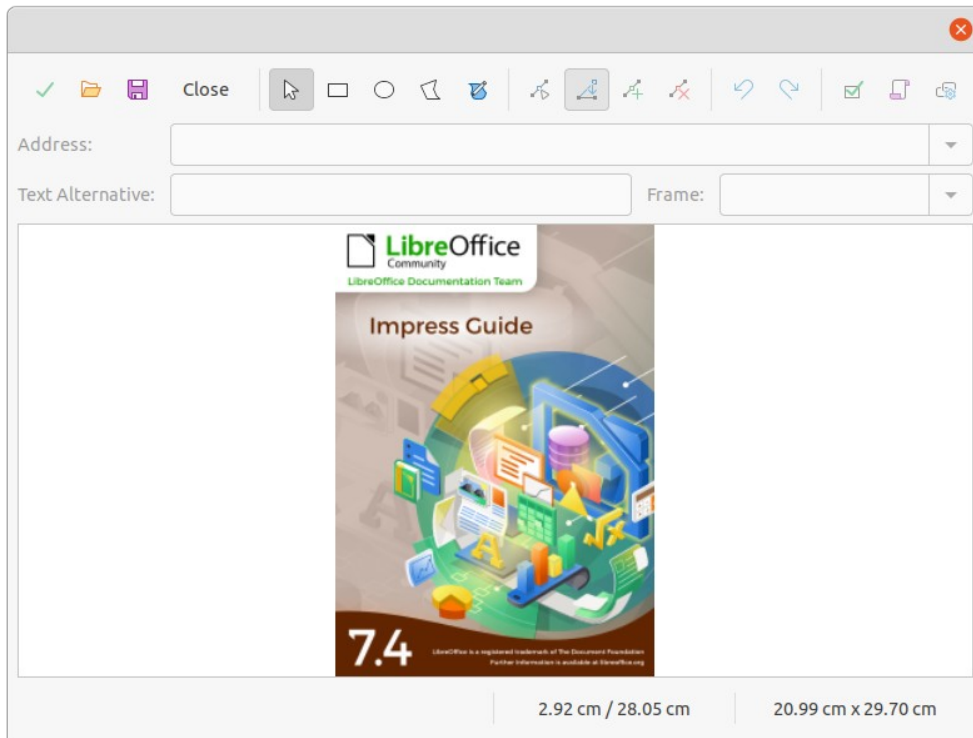 Close
Address:
Text Alternative:
Frame:
LibreOffice
Community
LibreOffice Documentation Team
Impress Guide
7.4
LibreOffice is a registered trademark of The Document Foundation
Further information is available at libreoffice.org
2.92 cm / 28.05 cm
20.99 cm x 29.70 cm